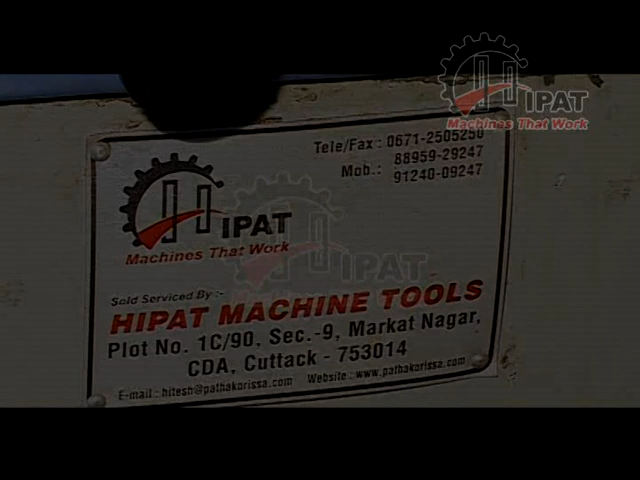 HIPAT
Machines That Work
Tele/Fax : 0671-2505250
Mob.: 88959-29247
91240-09247
HIPAT
Machines That Work
HIPAT
Sold Serviced By :-
HIPAT MACHINE TOOLS
Plot No. 1C/90, Sec.-9, Markat Nagar,
CDA, Cuttack - 753014
E-mail : hitesh@pathakorissa.com Website : www.pathakorissa.com